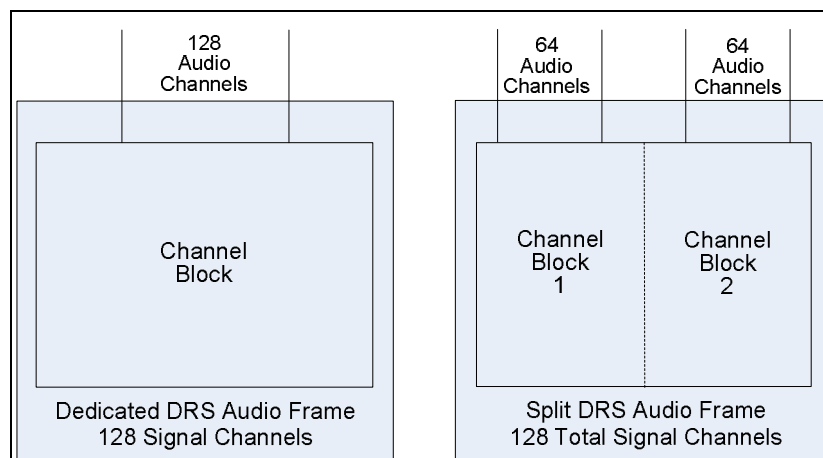 128
Audio
Channels
Channel
Block
Dedicated DRS Audio Frame
128 Signal Channels
64
Audio
Channels
64
Audio
Channels
Channel
Block
1
Channel
Block
2
Split DRS Audio Frame
128 Total Signal Channels